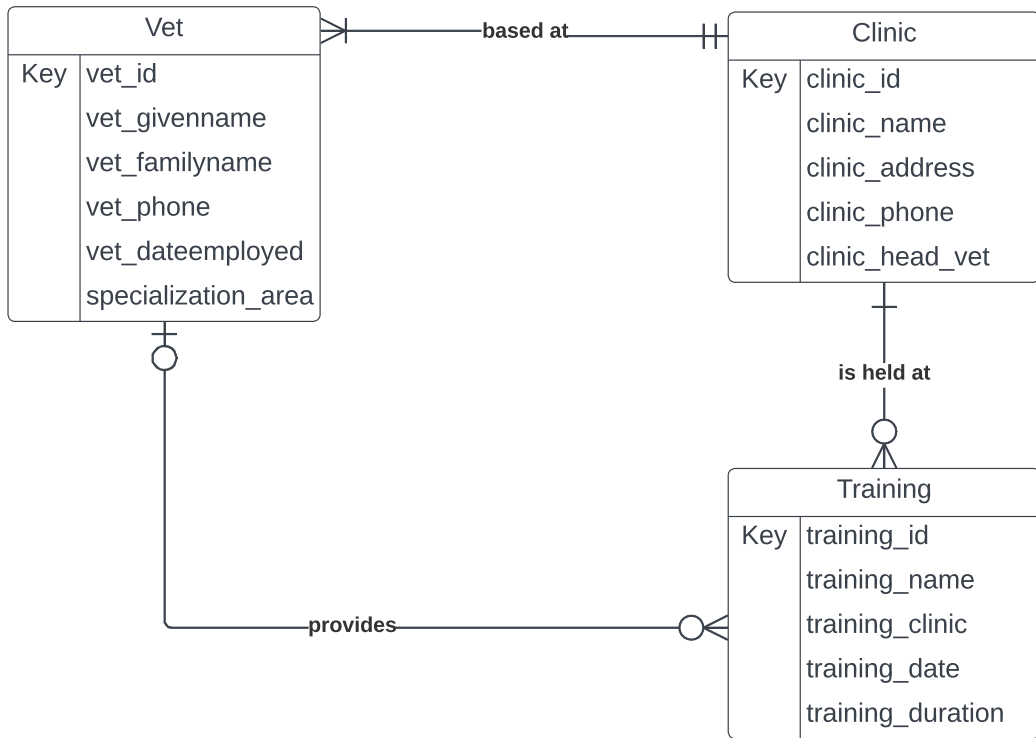 Vet
Key vet_id
vet_givenname
vet_familyname
vet_phone
vet_dateemployed
specialization_area
based at
Clinic
Key clinic_id
clinic_name
clinic_address
clinic_phone
clinic_head_vet
is held at
provides
Training
Key training_id
training_name
training_clinic
training_date
training_duration